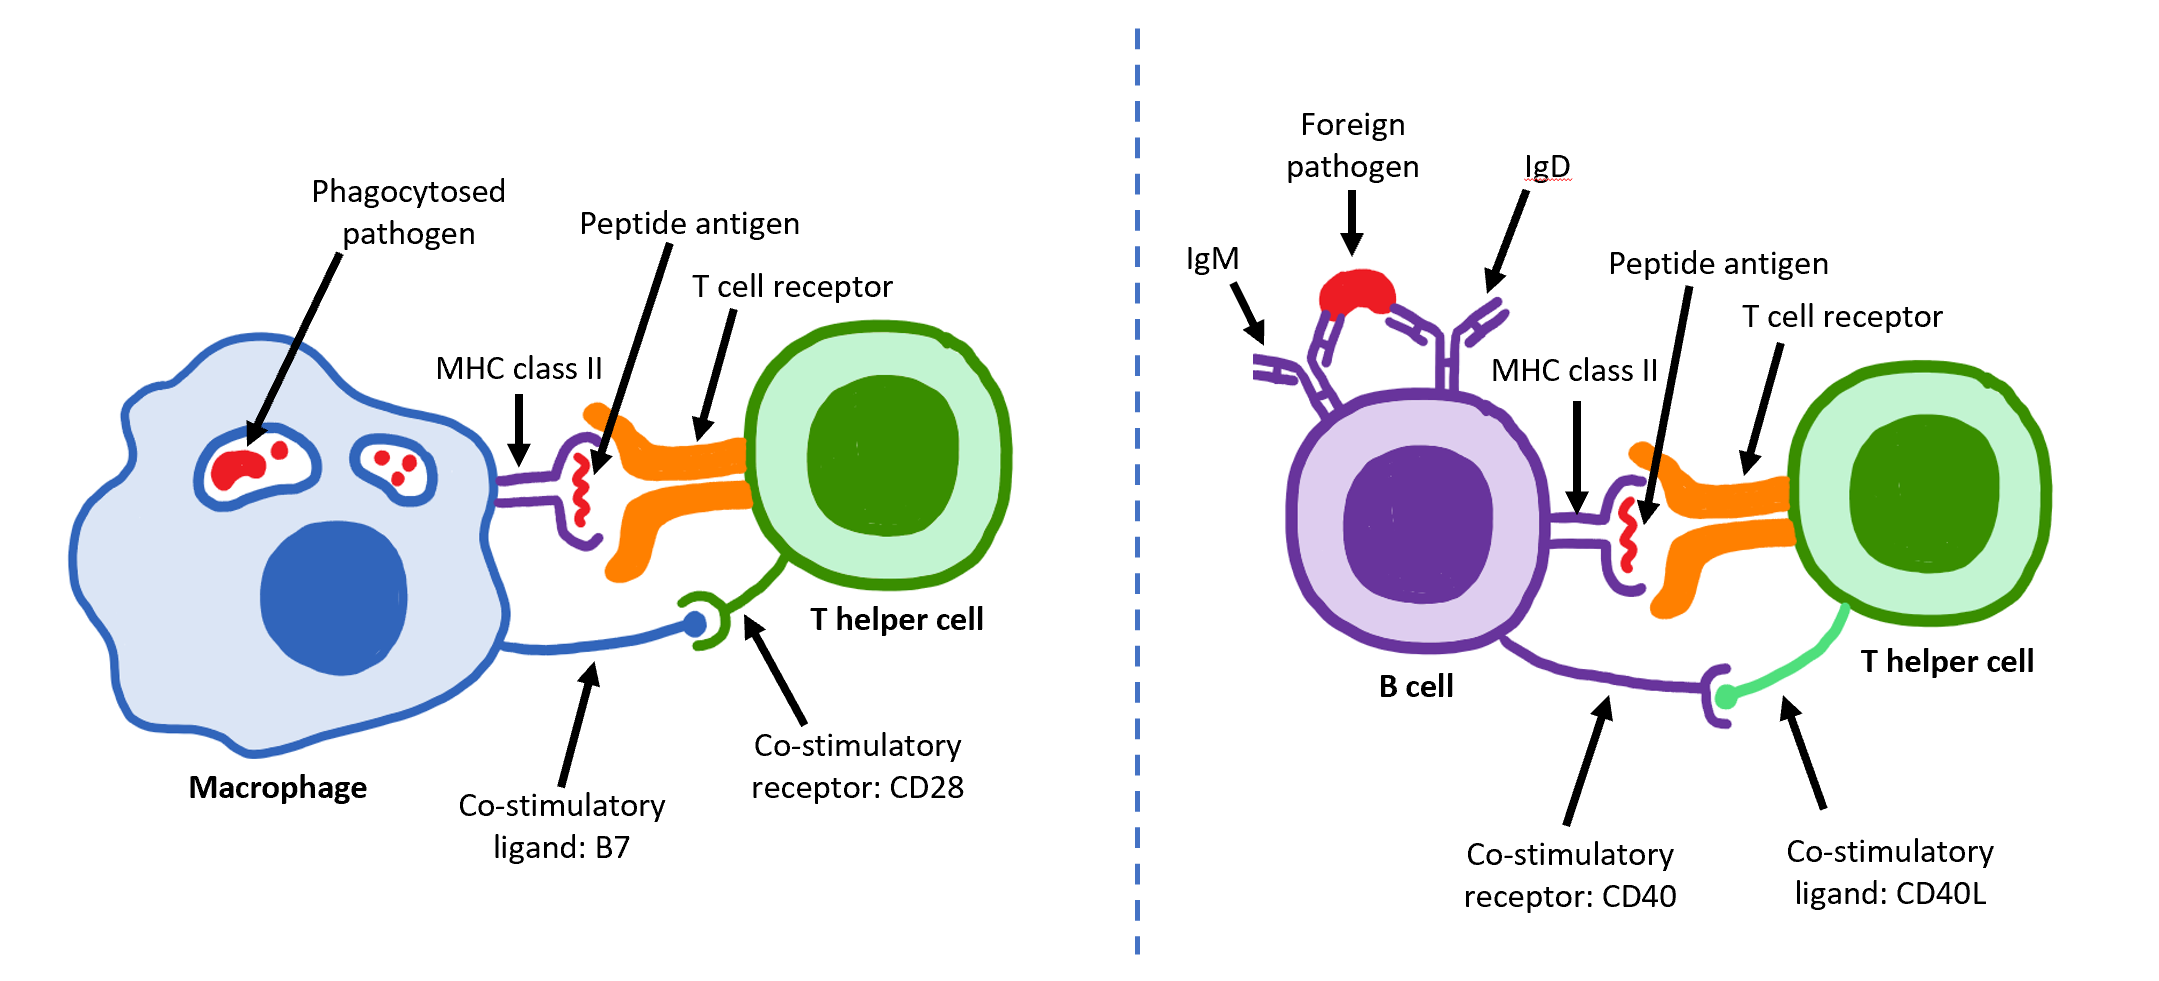 Phagocytosed
pathogen
Peptide antigen
T cell receptor
MHC class II
T helper cell
Macrophage
Co-stimulatory
ligand: B7
Co-stimulatory
receptor: CD28
Foreign
pathogen
IgD
IgM
Peptide antigen
T cell receptor
MHC class II
T helper cell
B cell
Co-stimulatory
receptor: CD40
Co-stimulatory
ligand: CD40L